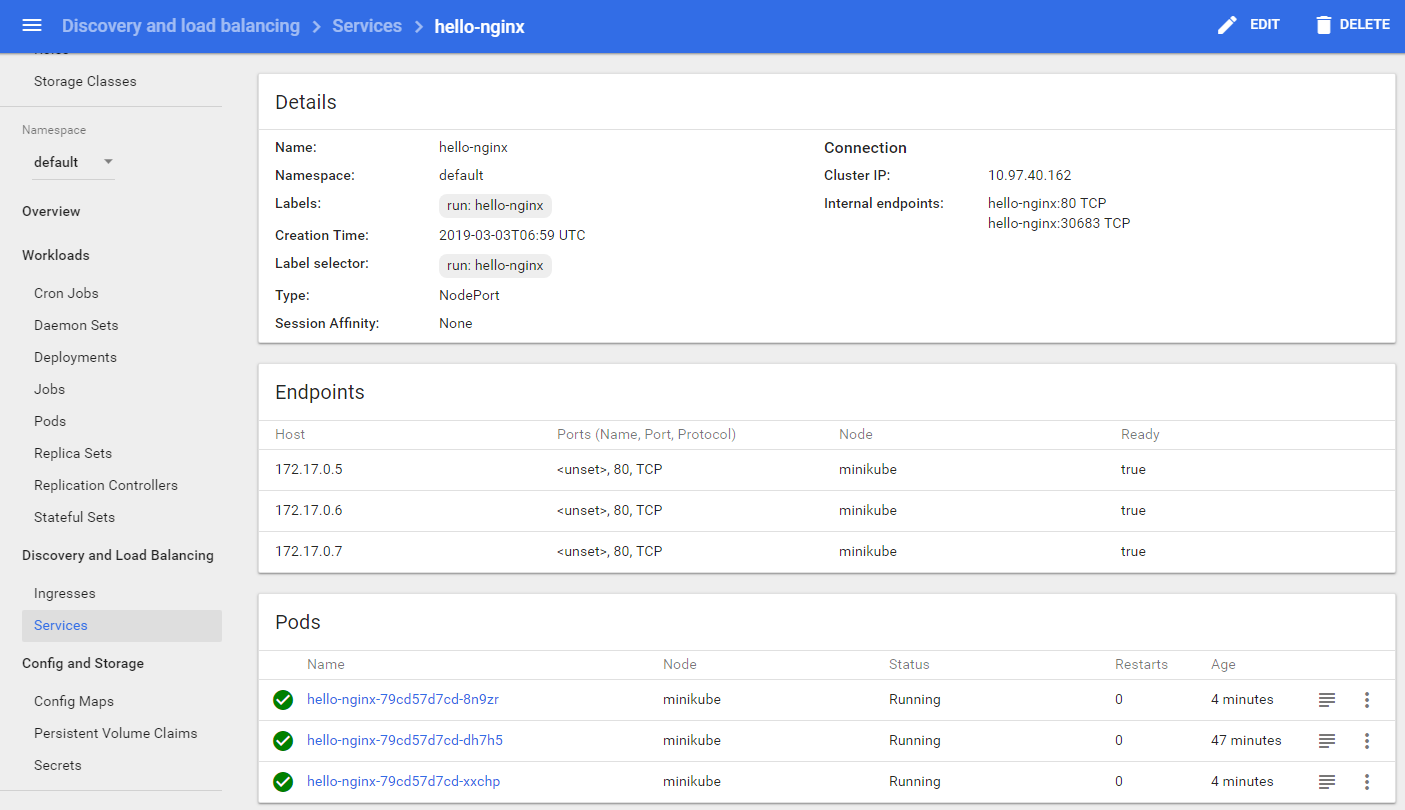 Discovery and load balancing > Services > hello-nginx
EDIT
DELETE
Storage Classes
Namespace
default
Overview
Workloads
Cron Jobs
Daemon Sets
Deployments
Jobs
Pods
Replica Sets
Replication Controllers
Stateful Sets
Discovery and Load Balancing
Ingresses
Services
Config and Storage
Config Maps
Persistent Volume Claims
Secrets
Details
Name: hello-nginx
Namespace: default
Labels: run: hello-nginx
Creation Time: 2019-03-03T06:59 UTC
Label selector: run: hello-nginx
Type: NodePort
Session Affinity: None
Connection
Cluster IP: 10.97.40.162
Internal endpoints: hello-nginx:80 TCP
hello-nginx:30683 TCP
Endpoints
Host Ports (Name, Port, Protocol) Node Ready
172.17.0.5 <unset>, 80, TCP minikube true
172.17.0.6 <unset>, 80, TCP minikube true
172.17.0.7 <unset>, 80, TCP minikube true
Pods
Name Node Status Restarts Age
hello-nginx-79cd57d7cd-8n9zr minikube Running 0 4 minutes
hello-nginx-79cd57d7cd-dh7h5 minikube Running 0 47 minutes
hello-nginx-79cd57d7cd-xxchp minikube Running 0 4 minutes